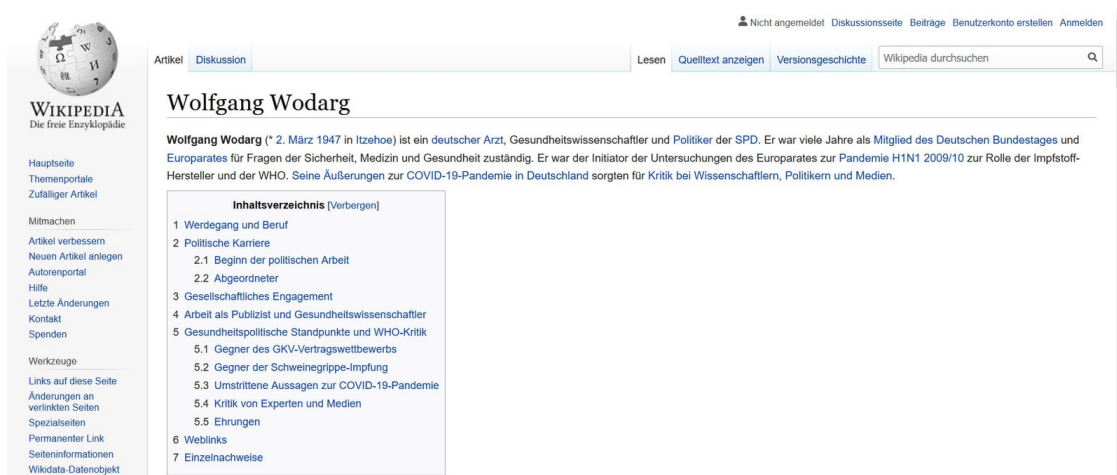 Nicht angemeldet Diskussionsseite Beiträge Benutzerkonto erstellen Anmelden
Artikel Diskussion
Lesen Quelltext anzeigen Versionsgeschichte Wikipedia durchsuchen
WIKIPEDIA
Die freie Enzyklopädie
Hauptseite
Themenportale
Zufälliger Artikel
Mitmachen
Artikel verbessern
Neuen Artikel anlegen
Autorenportal
Hilfe
Letzte Änderungen
Kontakt
Spenden
Werkzeuge
Links auf diese Seite
Änderungen an
verlinkten Seiten
Spezialseiten
Permanenter Link
Seiteninformationen
Wikidata-Datenobjekt
Wolfgang Wodarg
Wolfgang Wodarg (* 2. März 1947 in Itzehoe) ist ein deutscher Arzt, Gesundheitswissenschaftler und Politiker der SPD. Er war viele Jahre als Mitglied des Deutschen Bundestages und
Europarates für Fragen der Sicherheit, Medizin und Gesundheit zuständig. Er war der Initiator der Untersuchungen des Europarates zur Pandemie H1N1 2009/10 zur Rolle der Impfstoff-
Hersteller und der WHO. Seine Äußerungen zur COVID-19-Pandemie in Deutschland sorgten für Kritik bei Wissenschaftlern, Politikern und Medien.
Inhaltsverzeichnis [Verbergen]
1 Werdegang und Beruf
2 Politische Karriere
2.1 Beginn der politischen Arbeit
2.2 Abgeordneter
3 Gesellschaftliches Engagement
4 Arbeit als Publizist und Gesundheitswissenschaftler
5 Gesundheitspolitische Standpunkte und WHO-Kritik
5.1 Gegner des GKV-Vertragswettbewerbs
5.2 Gegner der Schweinegrippe-Impfung
5.3 Umstrittene Aussagen zur COVID-19-Pandemie
5.4 Kritik von Experten und Medien
5.5 Ehrungen
6 Weblinks
7 Einzelnachweise